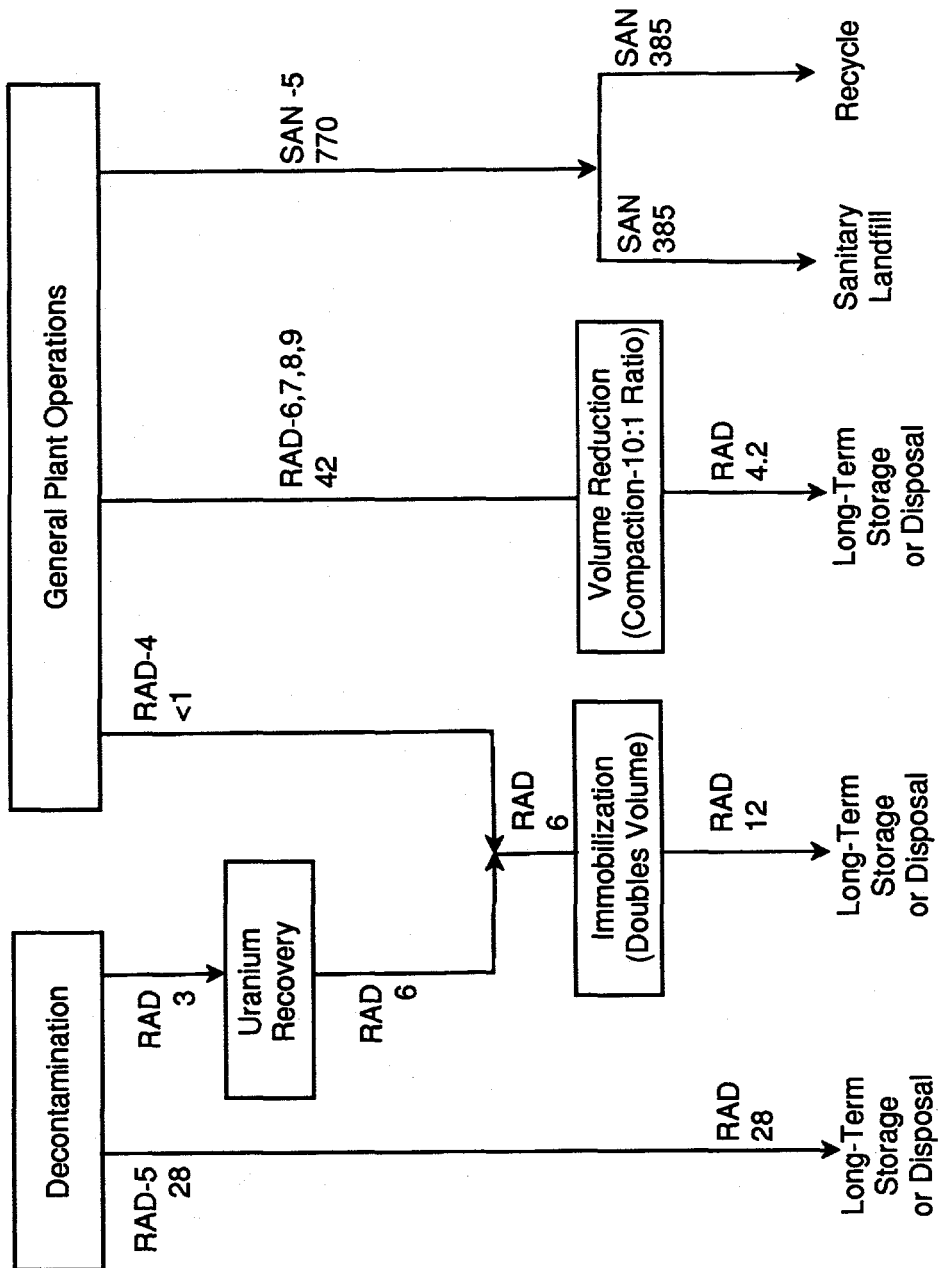 Decontamination
General Plant Operations
RAD-5
28
RAD
3
RAD-4
<1
RAD-6,7,8,9
42
SAN -5
770
Uranium
Recovery
RAD
6
RAD
6
Immobilization
(Doubles Volume)
Volume Reduction
(Compaction-10:1 Ratio)
SAN
385
SAN
385
RAD
28
RAD
12
RAD
4.2
Long-Term
Storage
or Disposal
Long-Term
Storage
or Disposal
Long-Term
Storage
or Disposal
Sanitary
Landfill
Recycle